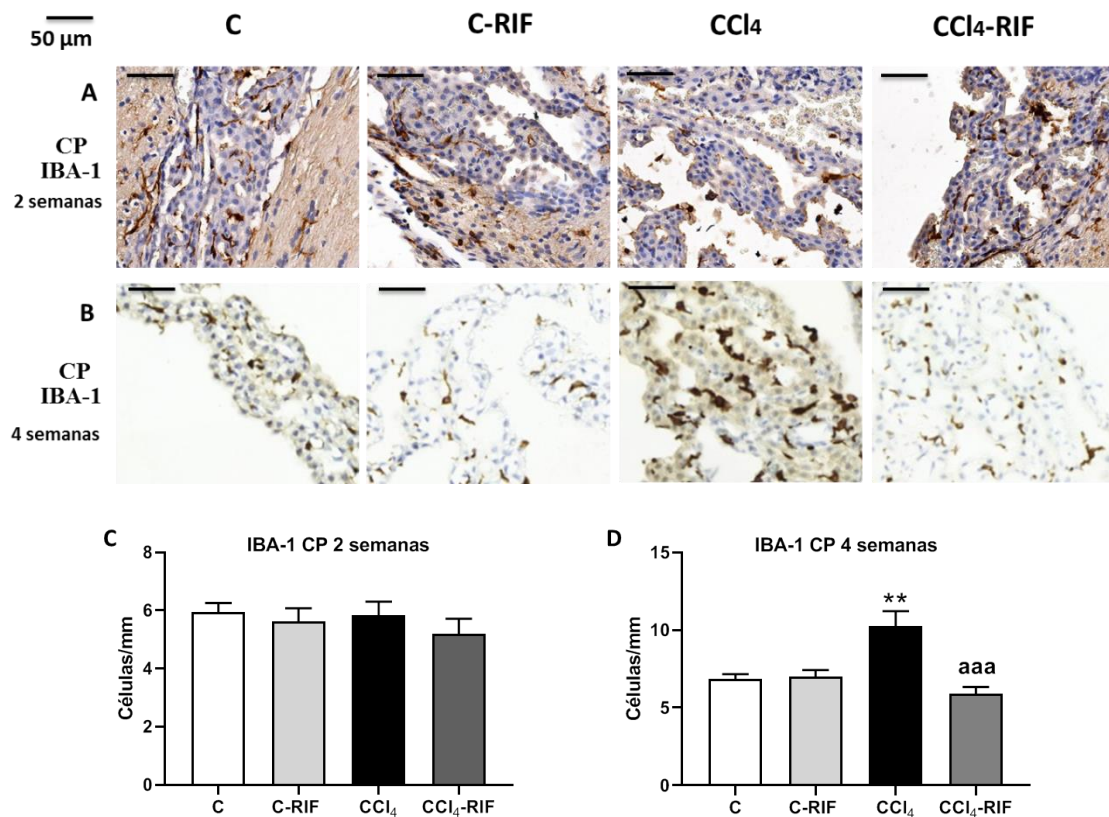 50 µm
C
C-RIF
CCl₄
CCl₄-RIF
A
CP
IBA-1
2 semanas
B
CP
IBA-1
4 semanas
C
IBA-1 CP 2 semanas
Células/mm
8
6
4
2
0
C
C-RIF
CCl₄
CCl₄-RIF
D
IBA-1 CP 4 semanas
Células/mm
15
10
5
0
**
aaa
C
C-RIF
CCl₄
CCl₄-RIF